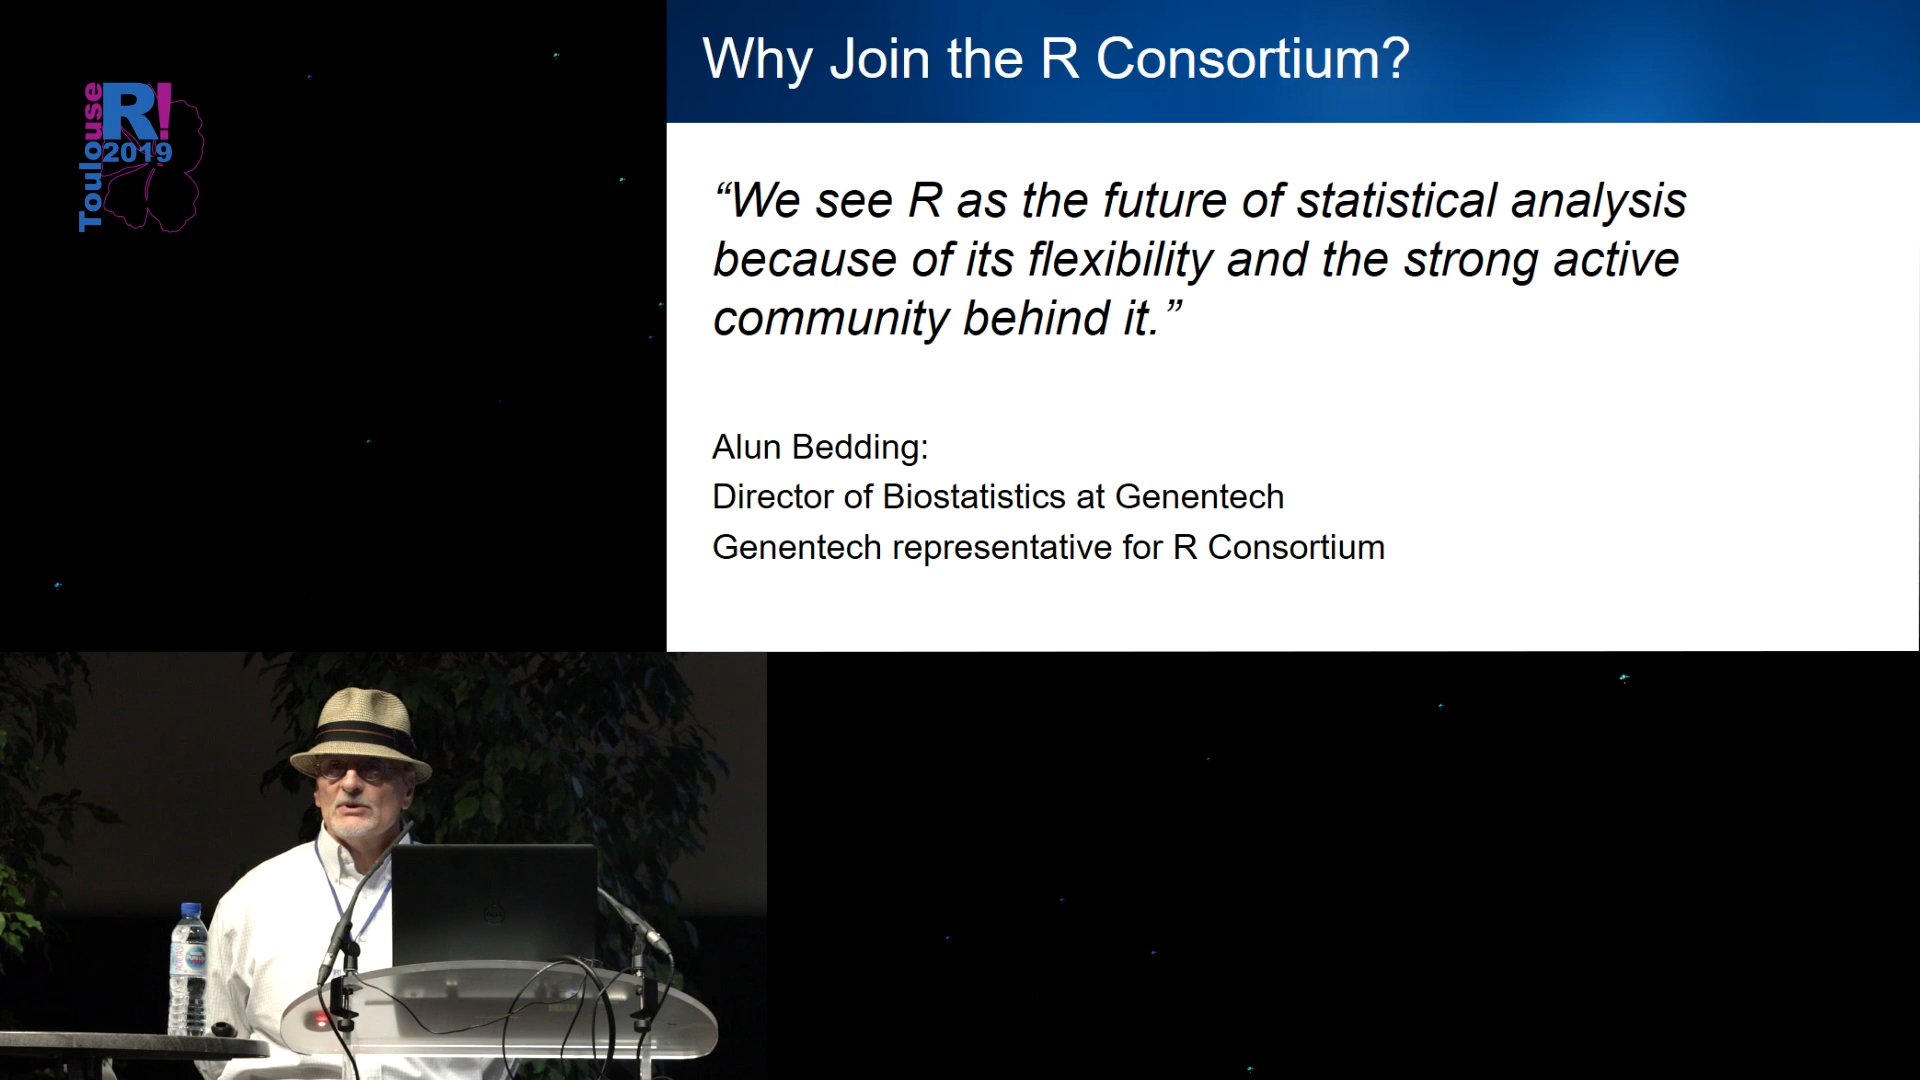 Toulouse
R!
2019
Why Join the R Consortium?
“We see R as the future of statistical analysis
because of its flexibility and the strong active
community behind it.”
Alun Bedding:
Director of Biostatistics at Genentech
Genentech representative for R Consortium
DELL